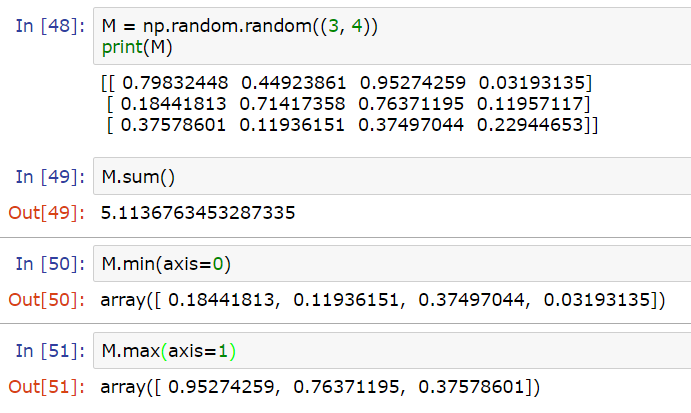 In [48]: M = np.random.random((3, 4))
print(M)
[[ 0.79832448 0.44923861 0.95274259 0.03193135]
[ 0.18441813 0.71417358 0.76371195 0.11957117]
[ 0.37578601 0.11936151 0.37497044 0.22944653]]
In [49]: M.sum()
Out[49]: 5.1136763453287335
In [50]: M.min(axis=0)
Out[50]: array([ 0.18441813, 0.11936151, 0.37497044, 0.03193135])
In [51]: M.max(axis=1)
Out[51]: array([ 0.95274259, 0.76371195, 0.37578601])